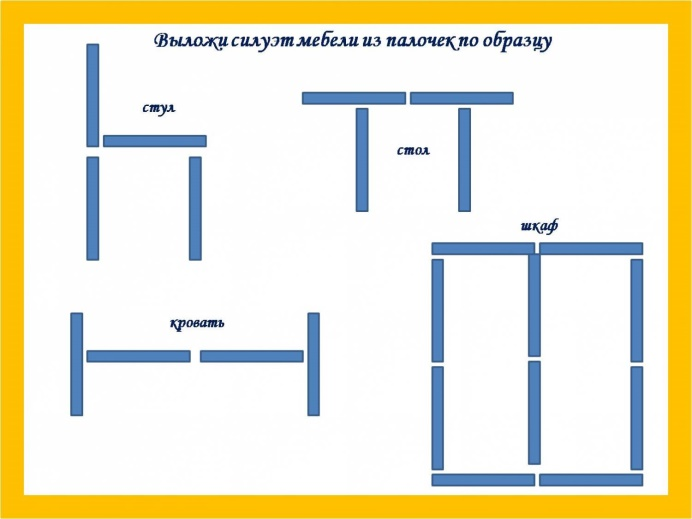 Выложи силуэт мебели из палочек по образцу
стул
стол
шкаф
кровать